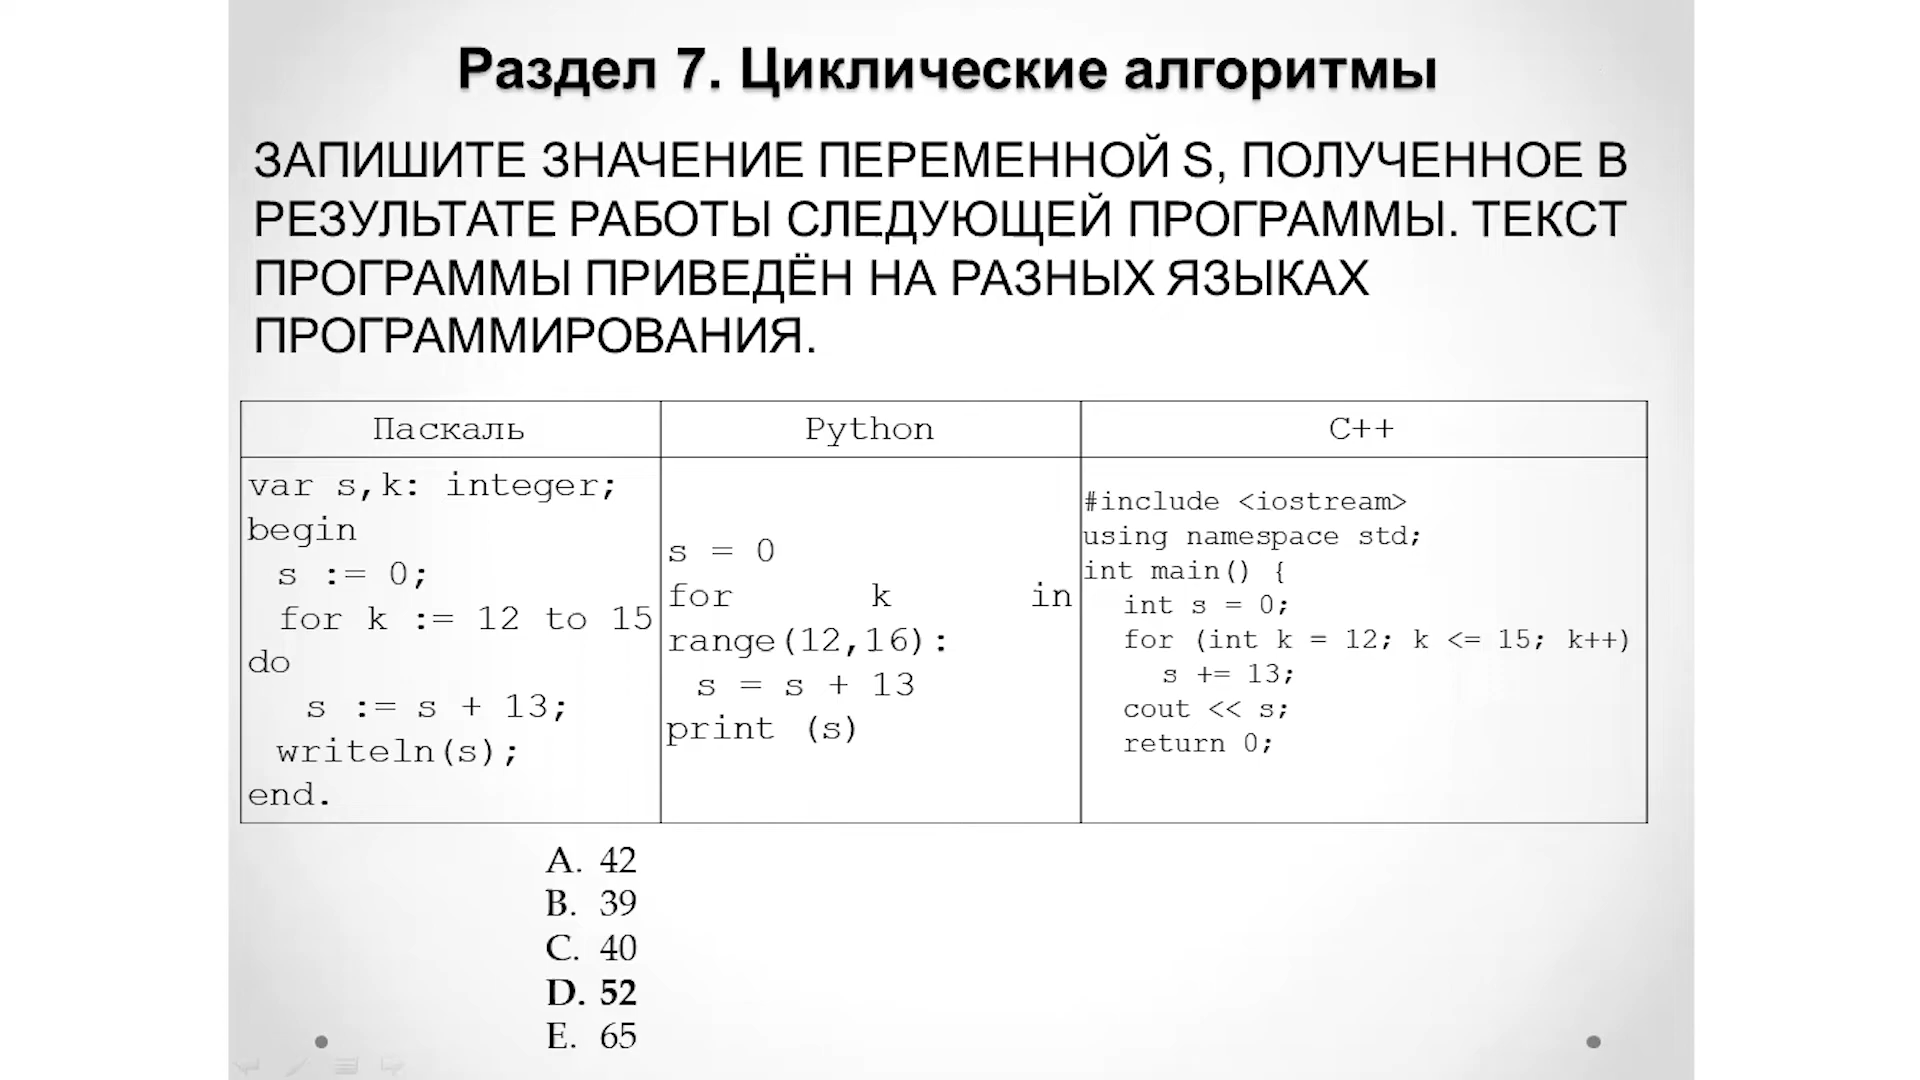 Раздел 7. Циклические алгоритмы
ЗАПИШИТЕ ЗНАЧЕНИЕ ПЕРЕМЕННОЙ S, ПОЛУЧЕННОЕ В
РЕЗУЛЬТАТЕ РАБОТЫ СЛЕДУЮЩЕЙ ПРОГРАММЫ. ТЕКСТ
ПРОГРАММЫ ПРИВЕДЁН НА РАЗНЫХ ЯЗЫКАХ
ПРОГРАММИРОВАНИЯ.
Паскаль
var s,k: integer;
begin
s := 0;
for k := 12 to 15
do
s := s + 13;
writeln(s);
end.
Python
s = 0
for k in
range(12,16):
s = s + 13
print (s)
C++
#include <iostream>
using namespace std;
int main() {
int s = 0;
for (int k = 12; k <= 15; k++)
s += 13;
cout << s;
return 0;
A. 42
B. 39
C. 40
D. 52
E. 65